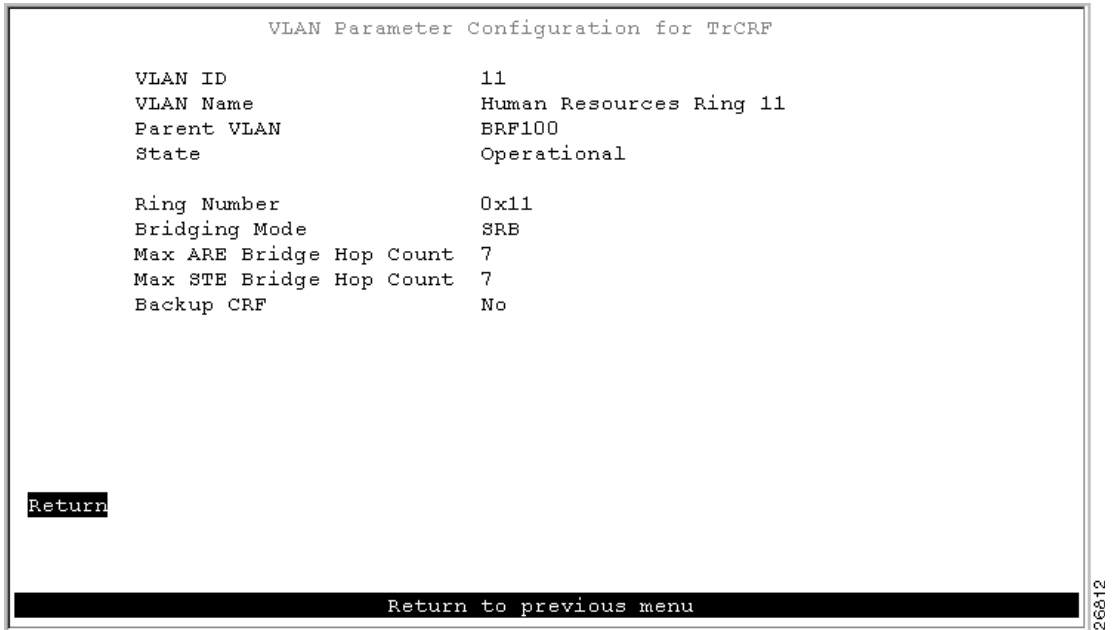 VLAN Parameter Configuration for TrCRF
VLAN ID 11
VLAN Name Human Resources Ring 11
Parent VLAN BRF100
State Operational
Ring Number 0x11
Bridging Mode SRB
Max ARE Bridge Hop Count 7
Max STE Bridge Hop Count 7
Backup CRF No
Return
Return to previous menu
26812